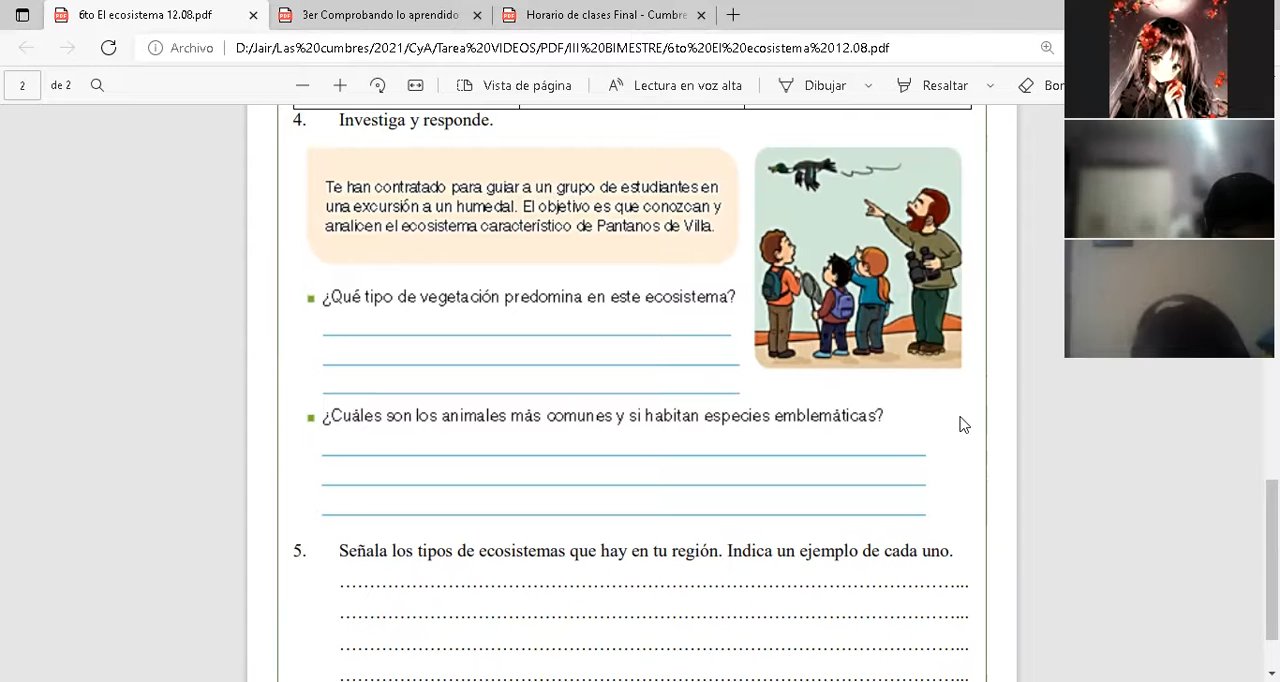 6to El ecosistema 12.08.pdf
3er Comprobando lo aprendido
Horario de clases Final - Cumbre
Archivo
D:/Jair/Las%20cumbres/2021/CyA/Tarea%20VIDEOS/PDF/III%20BIMESTRE/6to%20El%20ecosistema%2012.08.pdf
2 de 2
Vista de página
Lectura en voz alta
Dibujar
Resaltar
Bor
4. Investiga y responde.
Te han contratado para guiar a un grupo de estudiantes en
una excursión a un humedal. El objetivo es que conozcan y
analicen el ecosistema característico de Pantanos de Villa.
¿Qué tipo de vegetación predomina en este ecosistema?
¿Cuáles son los animales más comunes y si habitan especies emblemáticas?
5. Señala los tipos de ecosistemas que hay en tu región. Indica un ejemplo de cada uno.